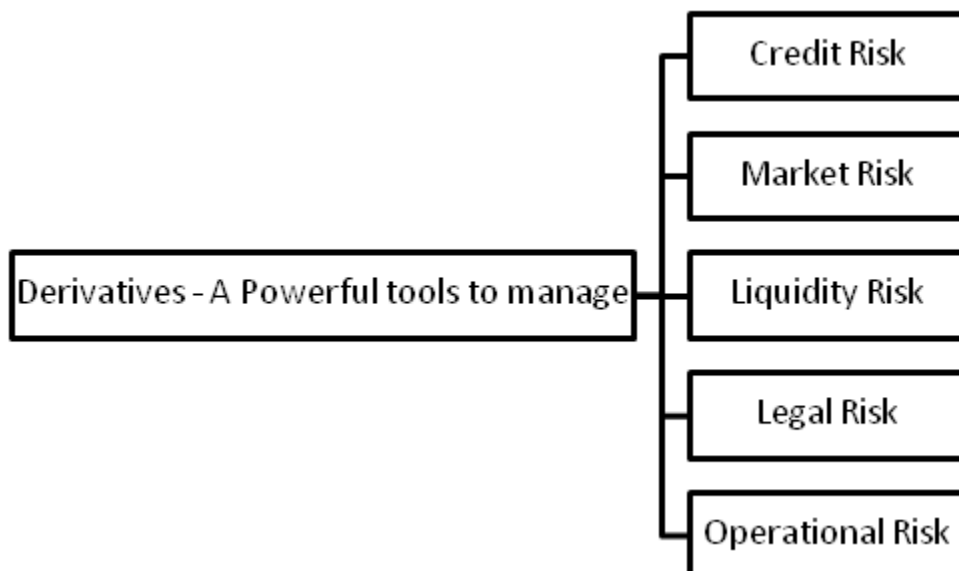 Credit Risk
Market Risk
Derivatives - A Powerful tools to manage
Liquidity Risk
Legal Risk
Operational Risk